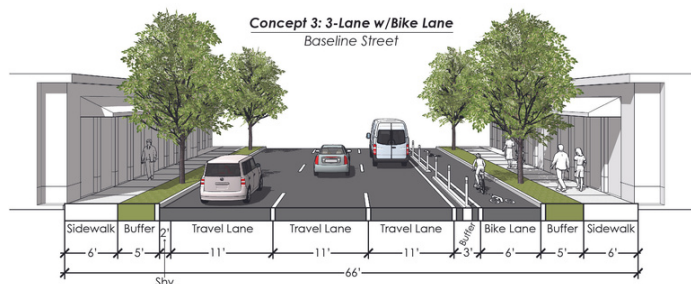 Concept 3: 3-Lane w/Bike Lane
Baseline Street
Sidewalk Buffer 2' Travel Lane Travel Lane Travel Lane Buffer Bike Lane Buffer Sidewalk
6' 5' 11' 11' 11' 3' 6' 5' 6'
66'
Shy